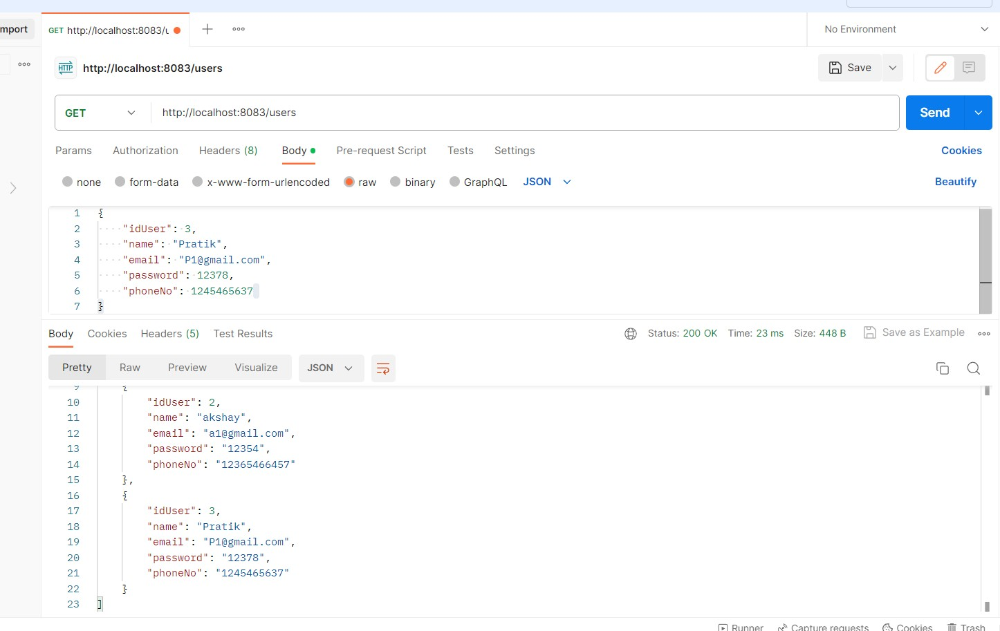 mport
GET http://localhost:8083/u
No Environment
HTTP http://localhost:8083/users
Save
GET http://localhost:8083/users
Send
Params Authorization Headers (8) Body Pre-request Script Tests Settings Cookies
none form-data x-www-form-urlencoded raw binary GraphQL JSON Beautify
1 {
2 "idUser": 3,
3 "name": "Pratik",
4 "email": "P1@gmail.com",
5 "password": 12378,
6 "phoneNo": 1245465637
7 }
Body Cookies Headers (5) Test Results Status: 200 OK Time: 23 ms Size: 448 B Save as Example
Pretty Raw Preview Visualize JSON
9 {
10 "idUser": 2,
11 "name": "akshay",
12 "email": "a1@gmail.com",
13 "password": "12354",
14 "phoneNo": "12365466457"
15 },
16 {
17 "idUser": 3,
18 "name": "Pratik",
19 "email": "P1@gmail.com",
20 "password": "12378",
21 "phoneNo": "1245465637"
22 }
23 ]
Runner Capture requests Cookies Trash